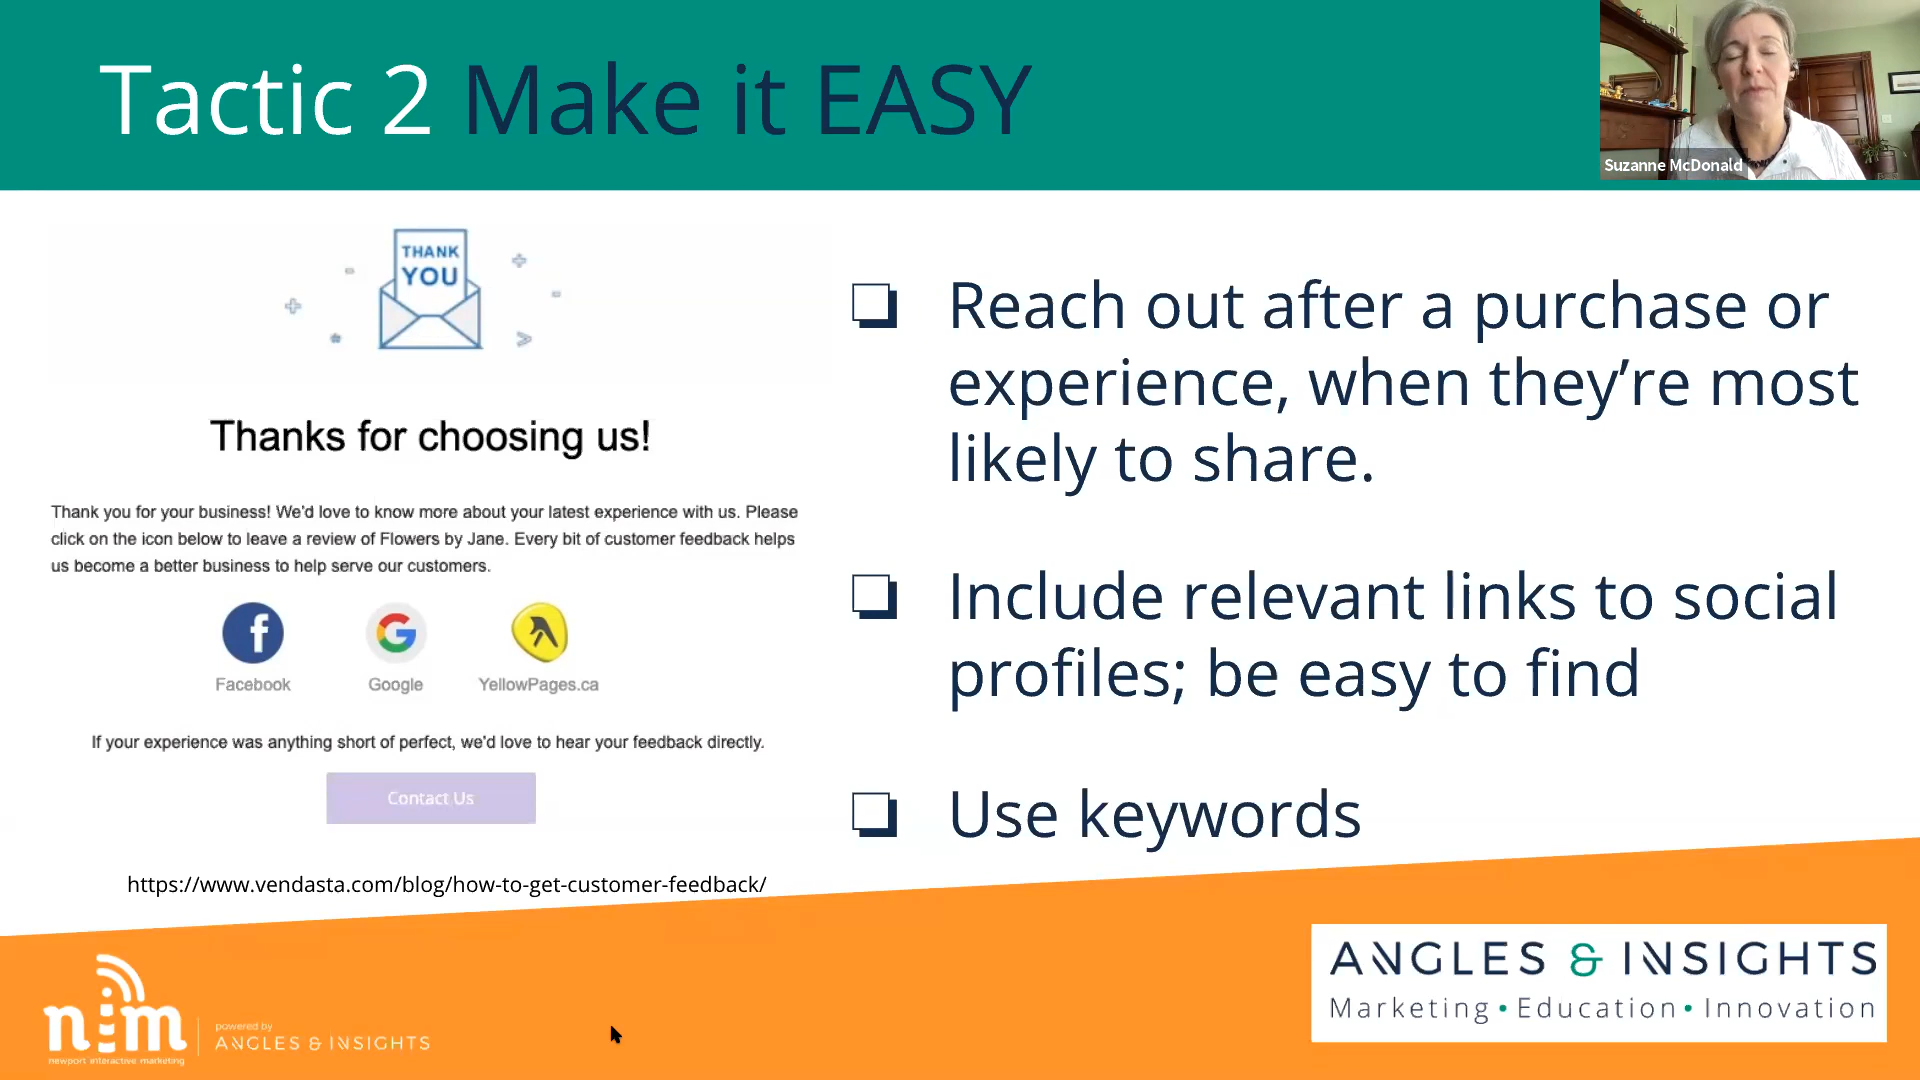 Tactic 2 Make it EASY
Suzanne McDonald
THANK
YOU
Thanks for choosing us!
Thank you for your business! We'd love to know more about your latest experience with us. Please
click on the icon below to leave a review of Flowers by Jane. Every bit of customer feedback helps
us become a better business to help serve our customers.
Facebook Google YellowPages.ca
If your experience was anything short of perfect, we'd love to hear your feedback directly.
Contact Us
https://www.vendasta.com/blog/how-to-get-customer-feedback/
Reach out after a purchase or
experience, when they’re most
likely to share.
Include relevant links to social
profiles; be easy to find
Use keywords
nim
newport interactive marketing
powered by
ANGLES & INSIGHTS
ANGLES & INSIGHTS
Marketing • Education • Innovation